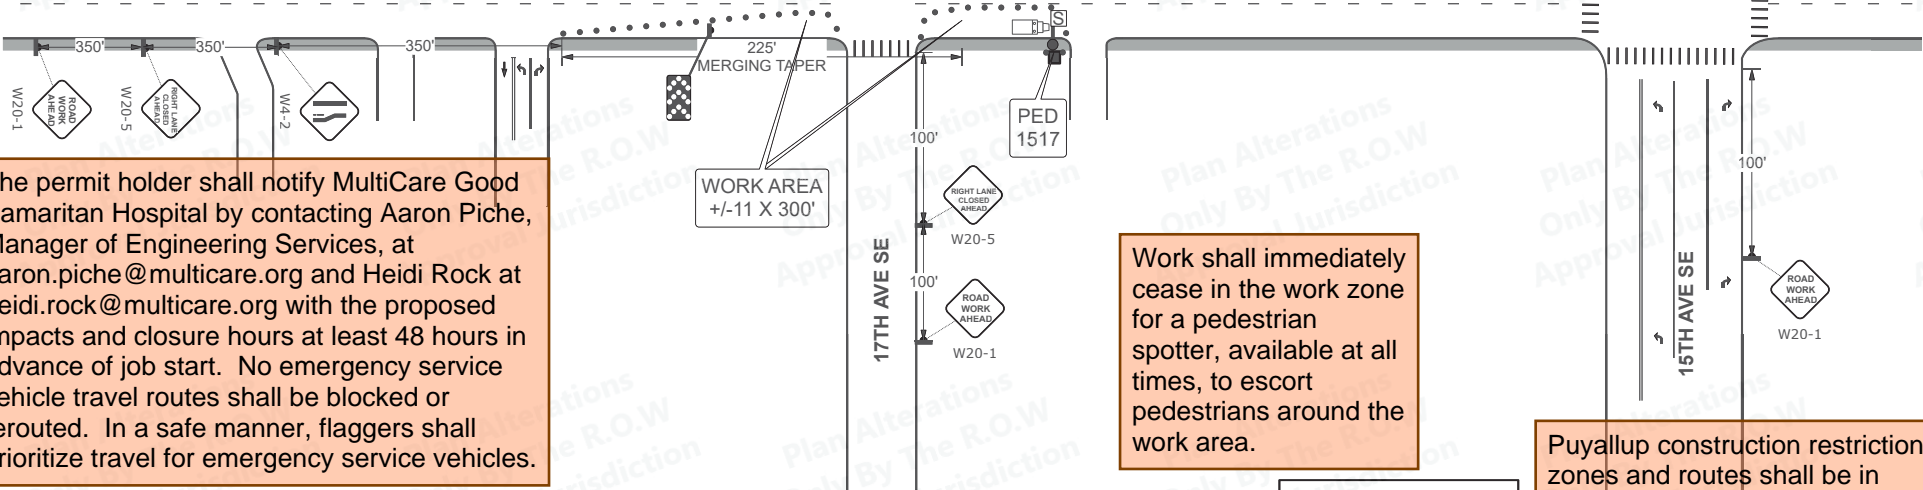 350'
350'
350'
225'
MERGING TAPER
S
W20-1
ROAD
WORK
AHEAD
W20-5
RIGHT LANE
CLOSED
AHEAD
W4-2
PED
1517
100'
WORK AREA
+/-11 X 300'
RIGHT LANE
CLOSED
AHEAD
W20-5
100'
ROAD
WORK
AHEAD
W20-1
17TH AVE SE
15TH AVE SE
100'
ROAD
WORK
AHEAD
W20-1
he permit holder shall notify MultiCare Good
amaritan Hospital by contacting Aaron Piche,
Manager of Engineering Services, at
aron.piche@multicare.org and Heidi Rock at
eidi.rock@multicare.org with the proposed
mpacts and closure hours at least 48 hours in
dvance of job start. No emergency service
ehicle travel routes shall be blocked or
erouted. In a safe manner, flaggers shall
rioritize travel for emergency service vehicles.
Work shall immediately
cease in the work zone
for a pedestrian
spotter, available at all
times, to escort
pedestrians around the
work area.
Puyallup construction restriction
zones and routes shall be in
Plan Alterations
Only By The R.O.W
Approval Jurisdiction